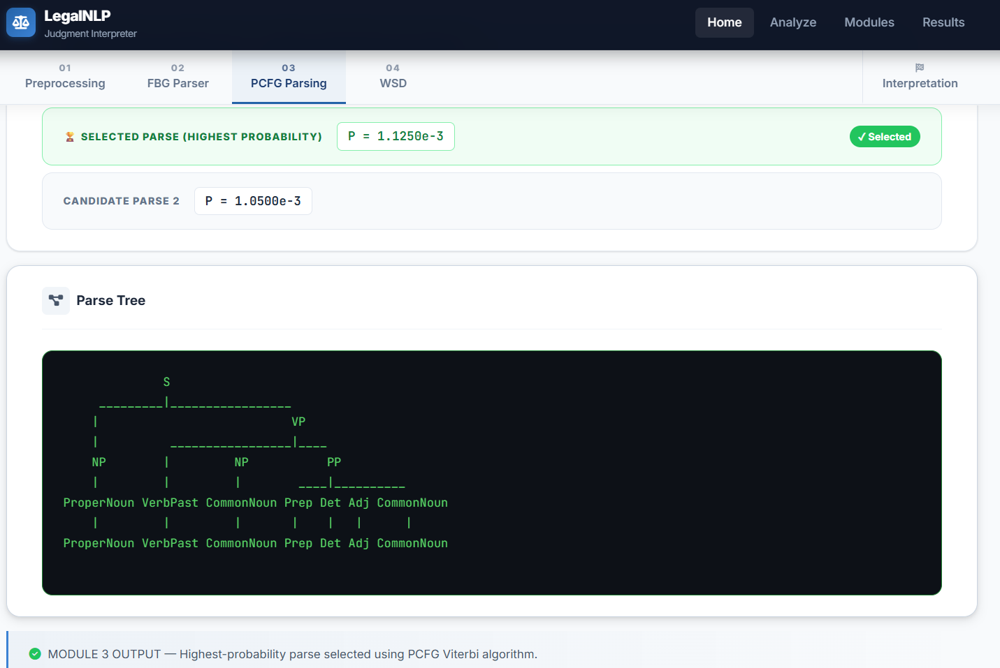 LegalNLP
Judgment Interpreter
Home Analyze Modules Results
01 02 03 04
Preprocessing FBG Parser PCFG Parsing WSD Interpretation
SELECTED PARSE (HIGHEST PROBABILITY) P = 1.1250e-3 ✓ Selected
CANDIDATE PARSE 2 P = 1.0500e-3
Parse Tree
S
_________|_________________
| VP
| _________________|____
NP | NP PP
| | | ____|__________
ProperNoun VerbPast CommonNoun Prep Det Adj CommonNoun
| | | | | | |
ProperNoun VerbPast CommonNoun Prep Det Adj CommonNoun
MODULE 3 OUTPUT — Highest-probability parse selected using PCFG Viterbi algorithm.